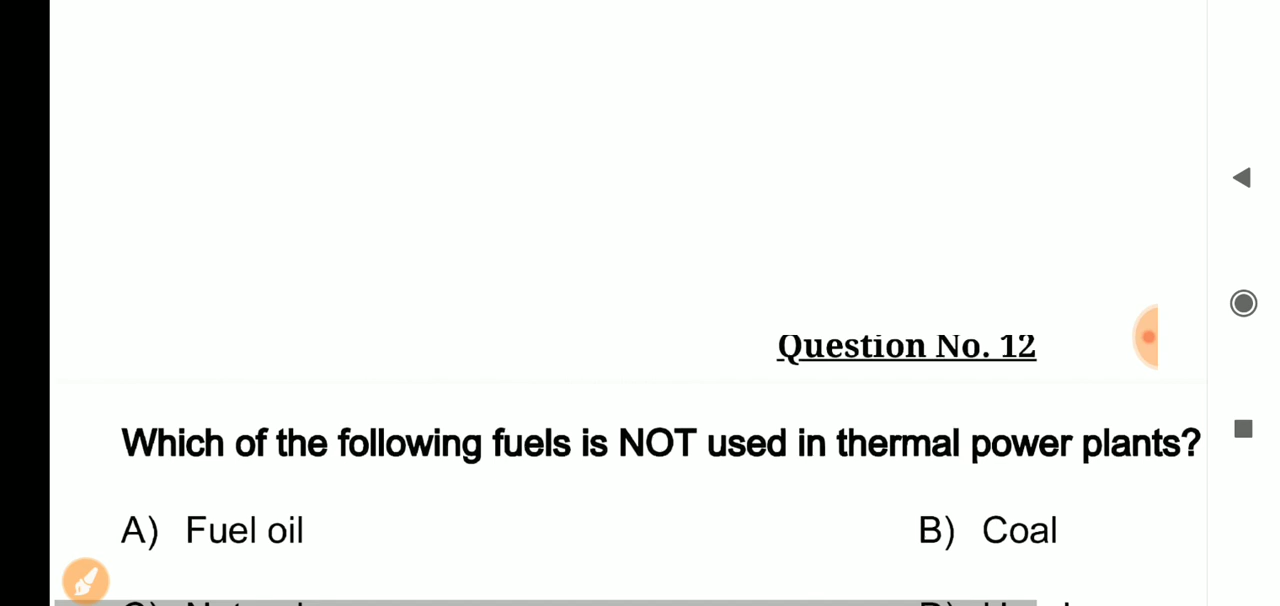 Question No. 12
Which of the following fuels is NOT used in thermal power plants?
A) Fuel oil
B) Coal